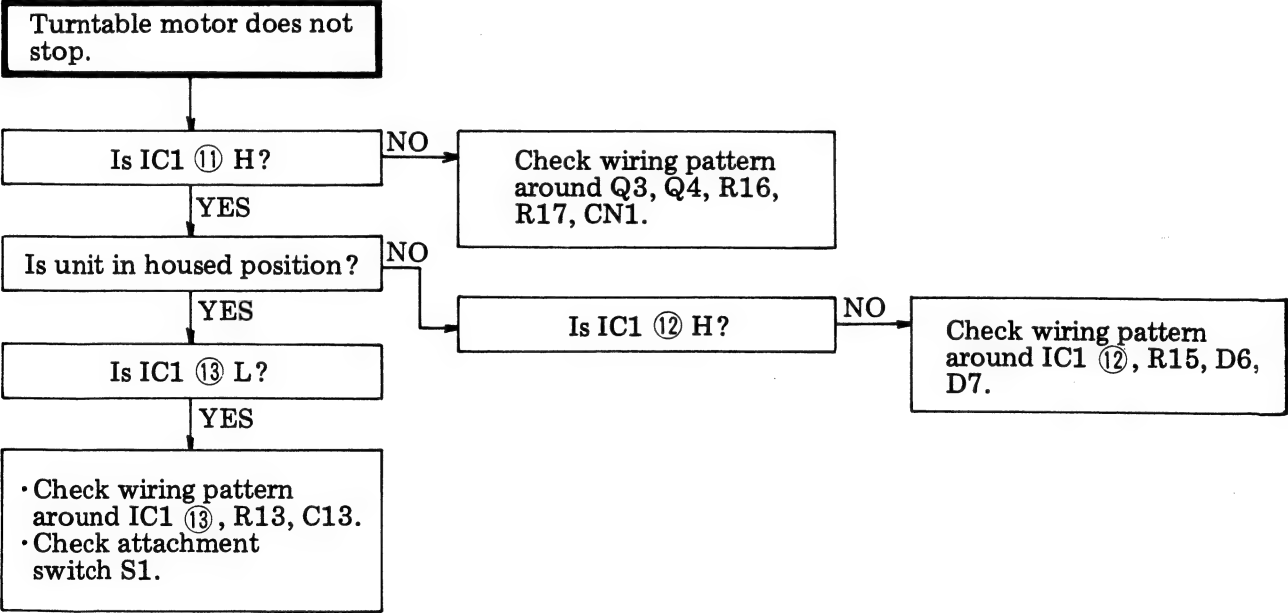 Turntable motor does not
stop.
Is IC1 ⑪ H?
NO
Check wiring pattern
around Q3, Q4, R16,
R17, CN1.
YES
Is unit in housed position?
NO
YES
Is IC1 ⑫ H?
NO
Check wiring pattern
around IC1 ⑫, R15, D6,
D7.
Is IC1 ⑬ L?
YES
·Check wiring pattern
around IC1 ⑬, R13, C13.
·Check attachment
switch S1.